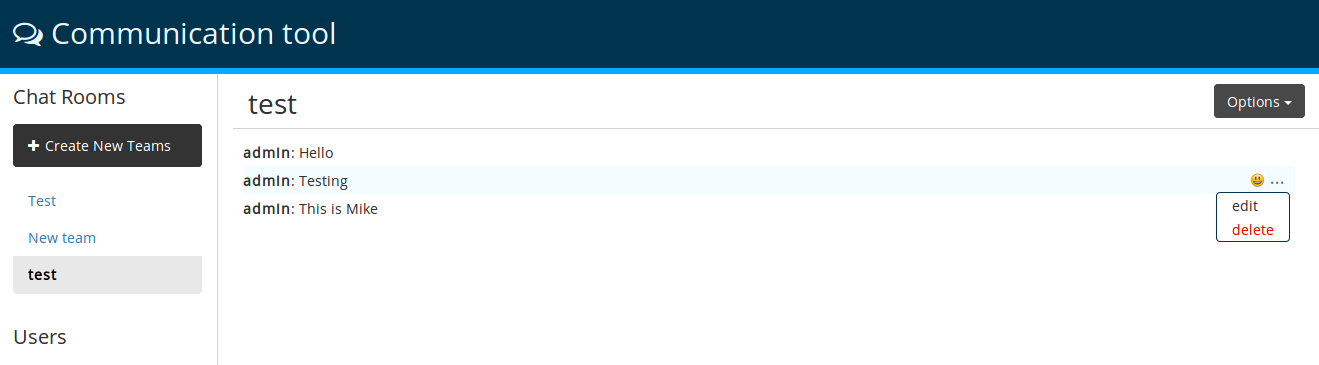 Communication tool
Chat Rooms
Create New Teams
Test
New team
test
Users
test
Options
admin: Hello
admin: Testing
...
edit
delete
admin: This is Mike